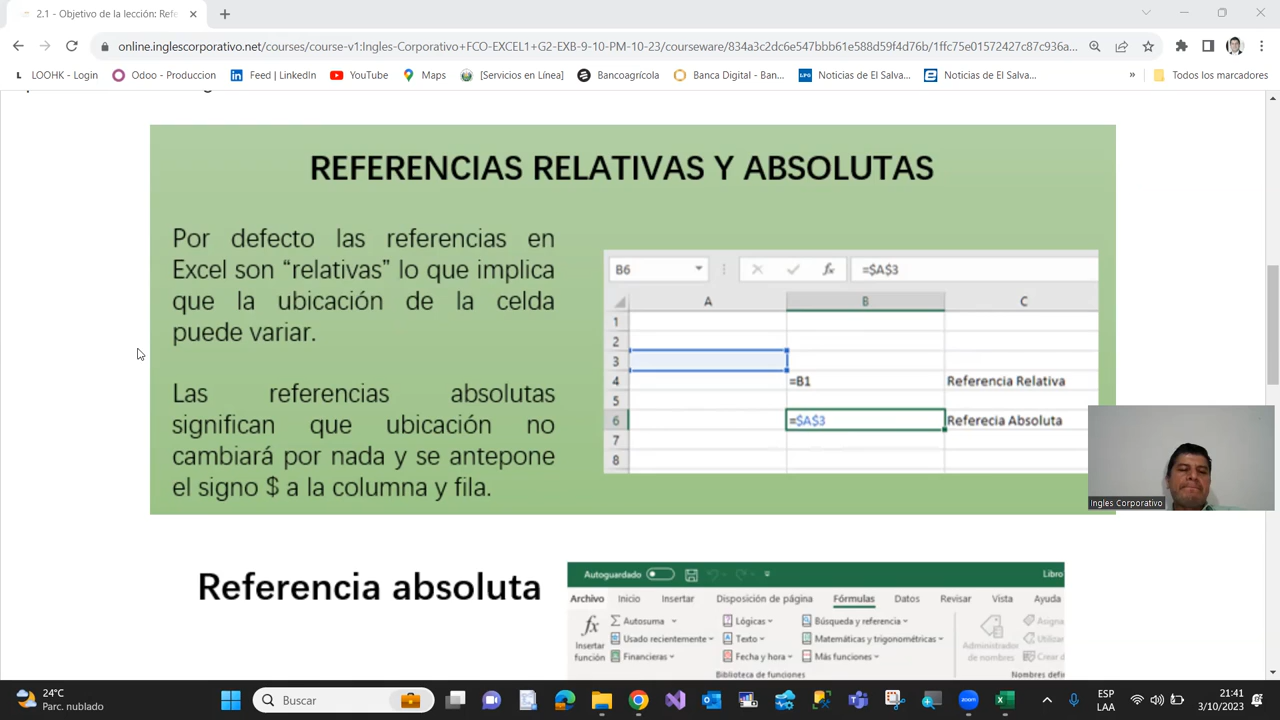 2.1 - Objetivo de la lección: Refe
online.inglescorporativo.net/courses/course-v1:Ingles-Corporativo+FCO-EXCEL1+G2-EXB-9-10-PM-10-23/courseware/834a3c2dc6e547bbb61e588d59f4d76b/1ffc75e01572427c87c936a...
LOOHK - Login
Odoo - Produccion
Feed | LinkedIn
YouTube
Maps
[Servicios en Línea]
Bancoagrícola
Banca Digital - Ban...
Noticias de El Salva...
Noticias de El Salva...
»
Todos los marcadores
REFERENCIAS RELATIVAS Y ABSOLUTAS
Por defecto las referencias en
Excel son “relativas” lo que implica
que la ubicación de la celda
puede variar.
Las referencias absolutas
significan que ubicación no
cambiará por nada y se antepone
el signo $ a la columna y fila.
B6
fx
=$A$3
A B C
1
2
3
4 =B1 Referencia Relativa
5
6 =$A$3 Referecia Absoluta
7
8
Ingles Corporativo
Referencia absoluta
Autoguardado
Libro
Archivo Inicio Insertar Disposición de página Fórmulas Datos Revisar Vista Ayuda
fx
Insertar
función
Autosuma
Usado recientemente
Financieras
Lógicas
Texto
Fecha y hora
Búsqueda y referencia
Matemáticas y trigonométricas
Más funciones
Biblioteca de funciones
Administrador
de nombres
Asigna
Utilizar
Crear d
24°C
Parc. nublado
Buscar
ESP
LAA
21:41
3/10/2023